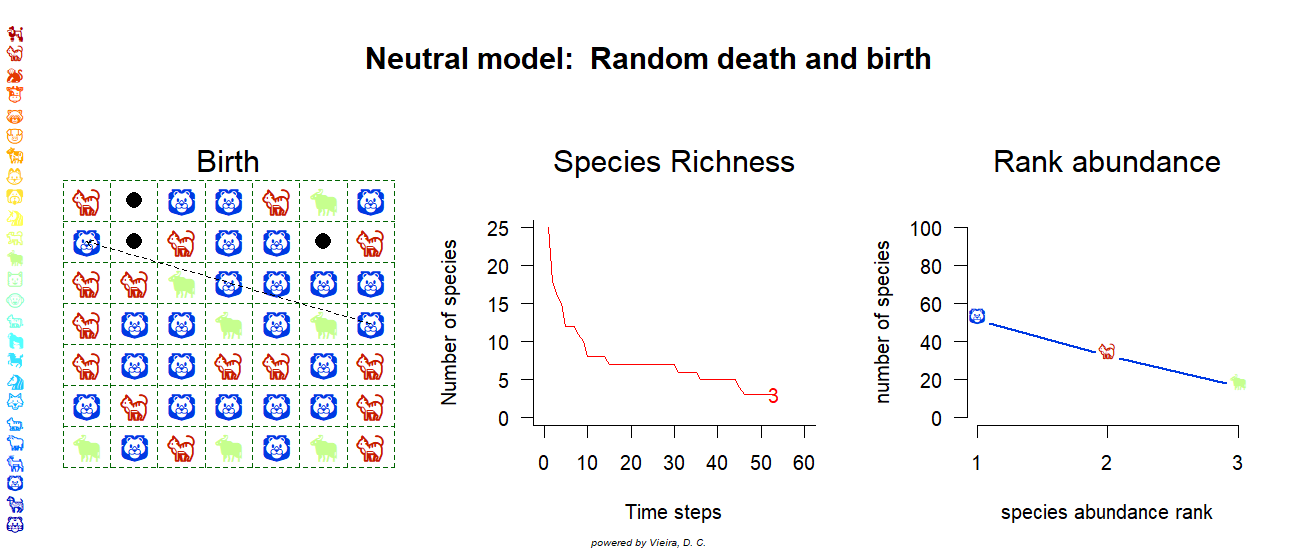 Neutral model:  Random death and birth
Birth
Species Richness
Rank abundance
Number of species
25
20
15
10
5
0
3
0 10 20 30 40 50 60
Time steps
number of species
100
80
60
40
20
0
1 2 3
species abundance rank
powered by Vieira, D. C.